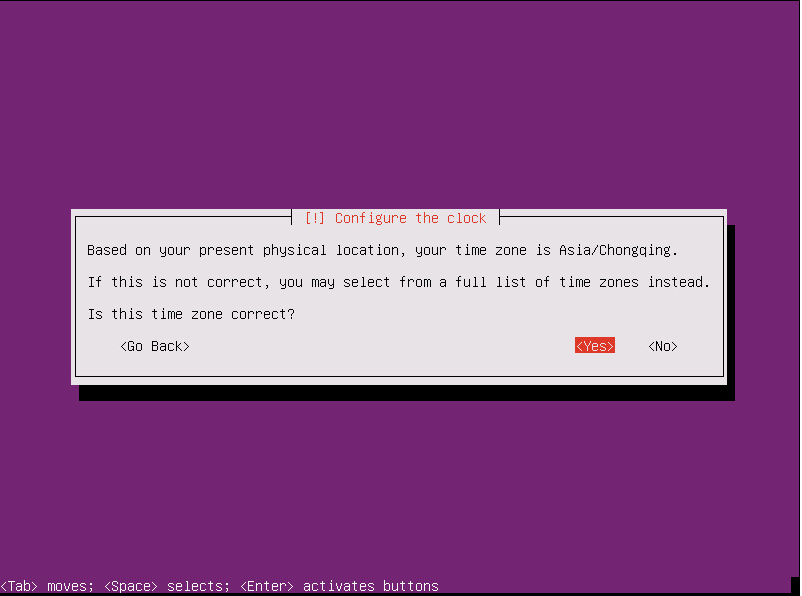 [!] Configure the clock
Based on your present physical location, your time zone is Asia/Chongqing.
If this is not correct, you may select from a full list of time zones instead.
Is this time zone correct?
<Go Back> <Yes> <No>
<Tab> moves; <Space> selects; <Enter> activates buttons